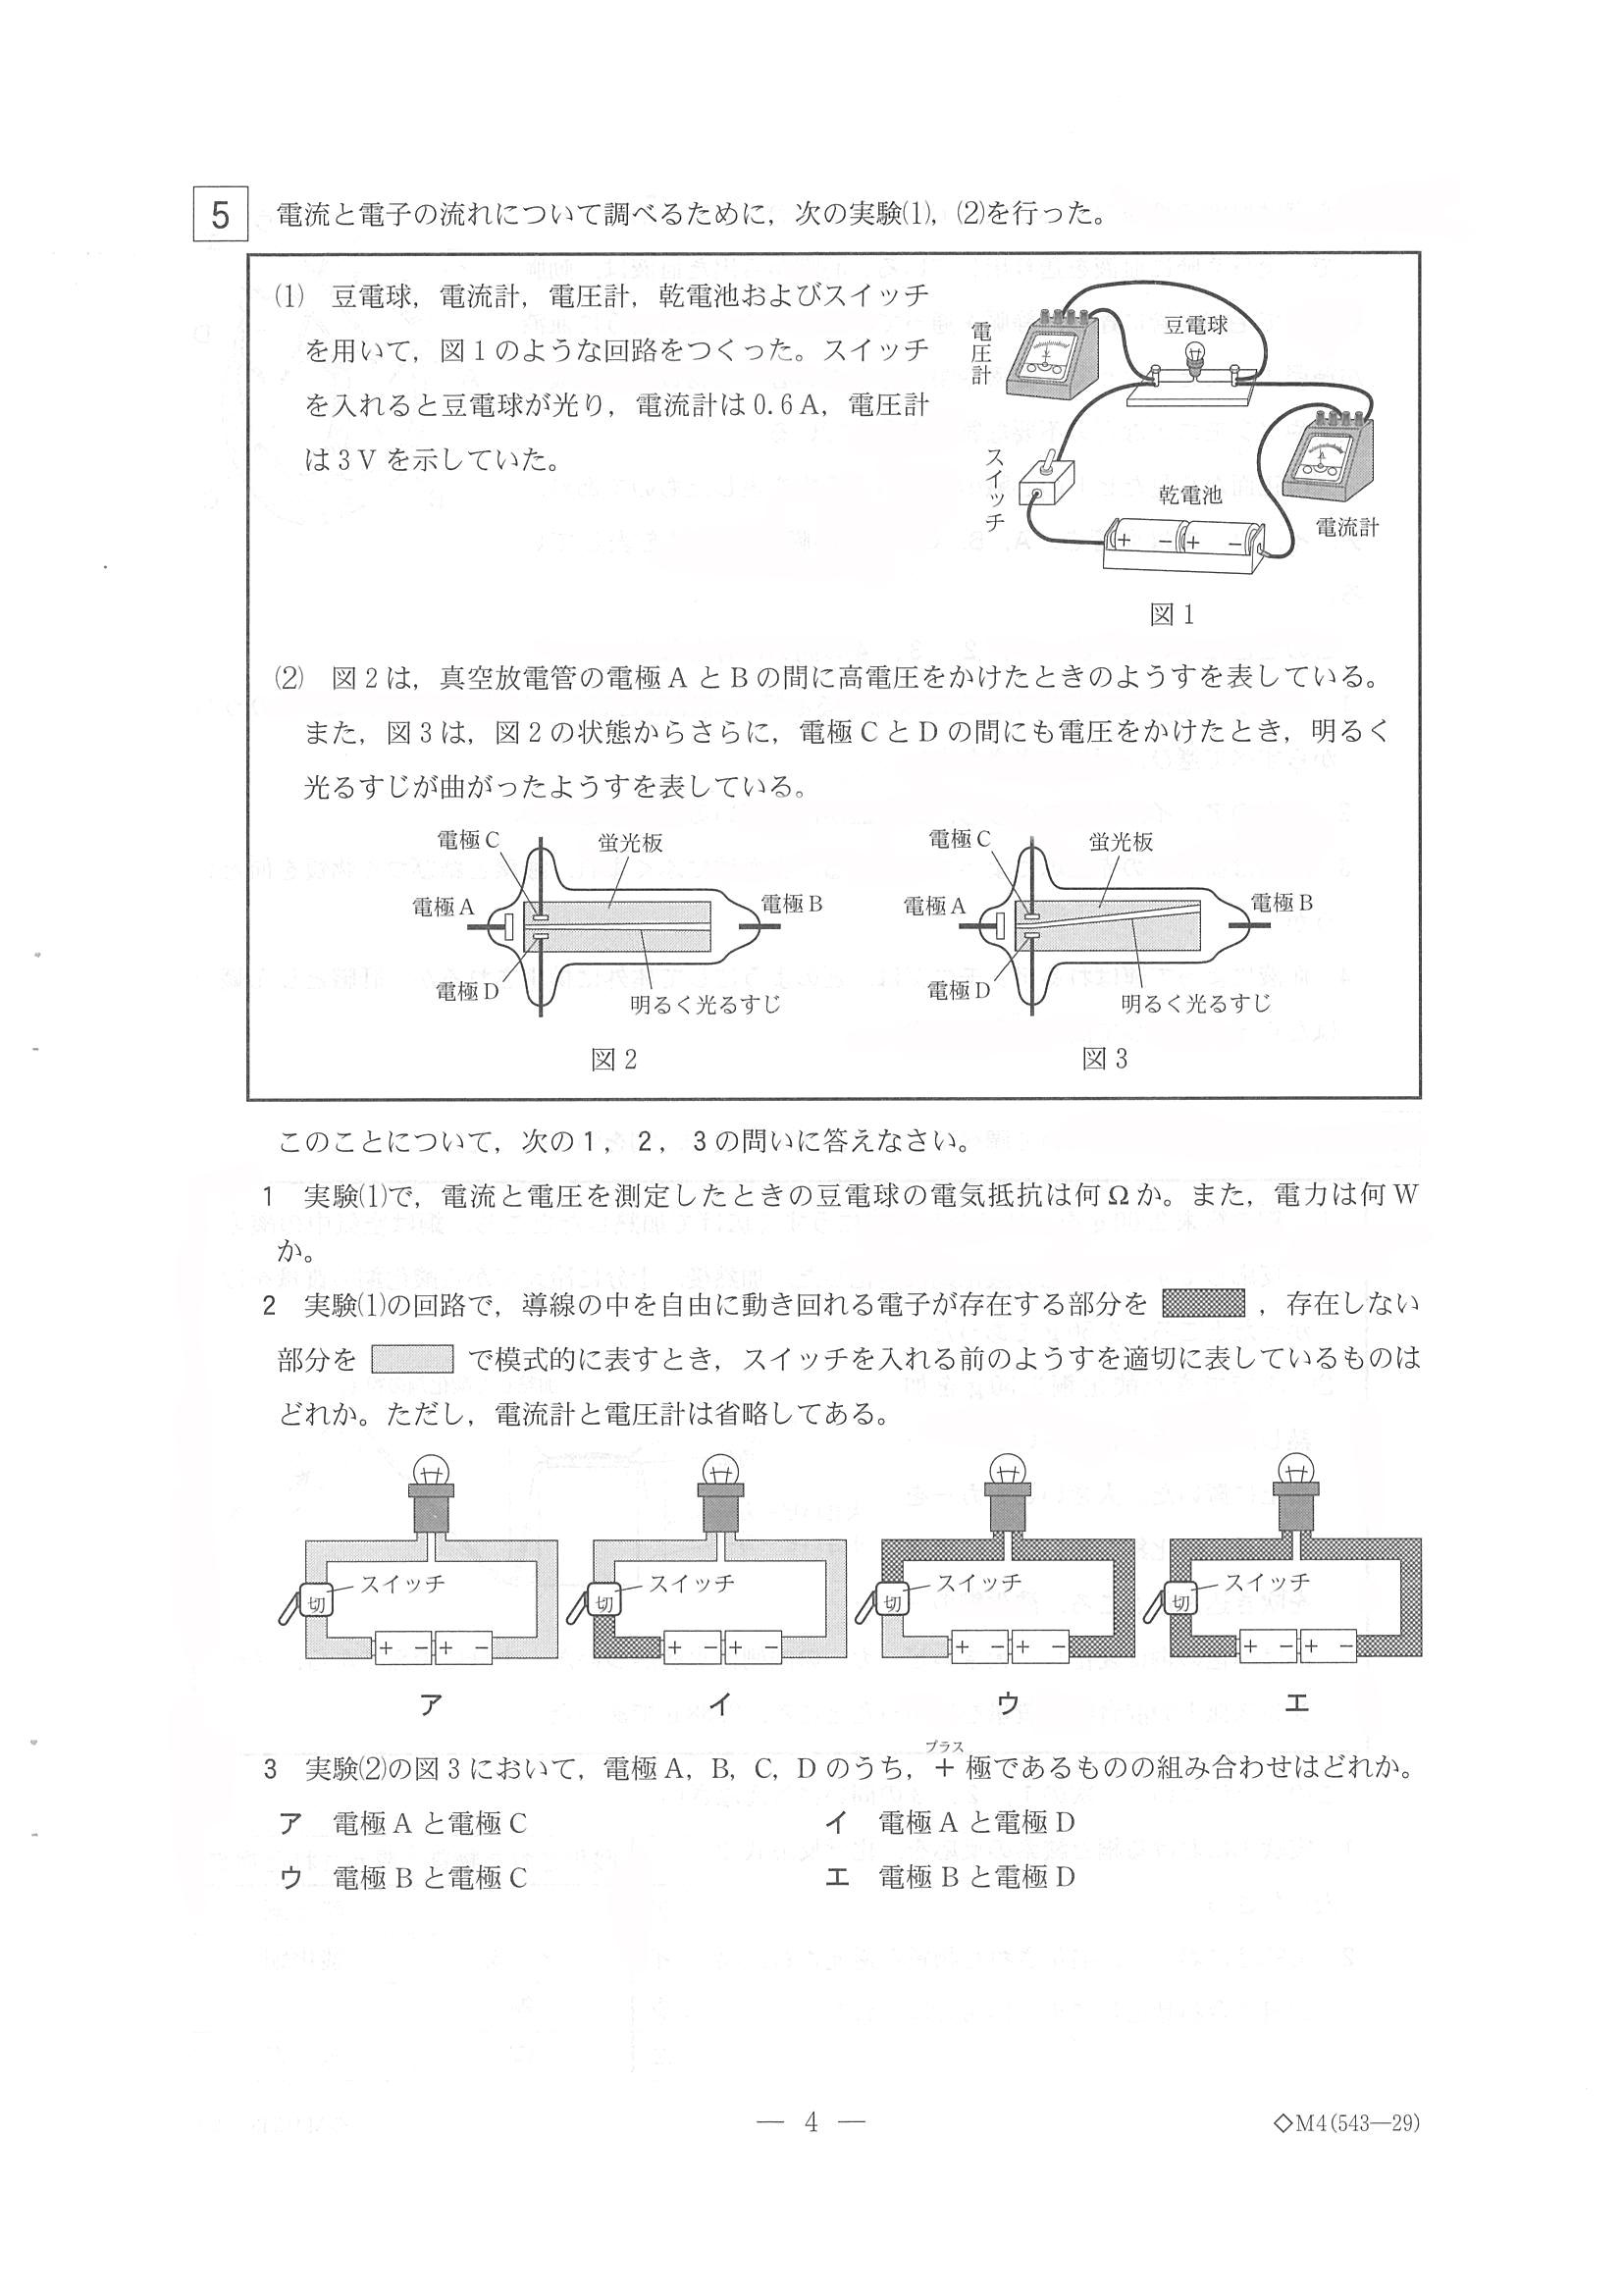 5 電流と電子の流れについて調べるために，次の実験⑴，⑵を行った。
⑴ 豆電球，電流計，電圧計，乾電池およびスイッチ
を用いて，図1のような回路をつくった。スイッチ
を入れると豆電球が光り，電流計は0.6A，電圧計
は3Vを示していた。
電圧計
豆電球
スイッチ
乾電池
電流計
+ − + −
図1
⑵ 図2は，真空放電管の電極AとBの間に高電圧をかけたときのようすを表している。
また，図3は，図2の状態からさらに，電極CとDの間にも電圧をかけたとき，明るく
光るすじが曲がったようすを表している。
電極C 蛍光板
電極A 電極B
電極D 明るく光るすじ
図2
電極C 蛍光板
電極A 電極B
電極D 明るく光るすじ
図3
このことについて，次の1，2，3の問いに答えなさい。
1 実験⑴で，電流と電圧を測定したときの豆電球の電気抵抗は何Ωか。また，電力は何W
か。
2 実験⑴の回路で，導線の中を自由に動き回れる電子が存在する部分を ，存在しない
部分を で模式的に表すとき，スイッチを入れる前のようすを適切に表しているものは
どれか。ただし，電流計と電圧計は省略してある。
スイッチ スイッチ スイッチ スイッチ
切 切 切 切
+ − + − + − + − + − + − + − + −
ア イ ウ エ
プラス
3 実験⑵の図3において，電極A，B，C，Dのうち，＋極であるものの組み合わせはどれか。
ア 電極Aと電極C イ 電極Aと電極D
ウ 電極Bと電極C エ 電極Bと電極D
— 4 —
◇M4(543—29)